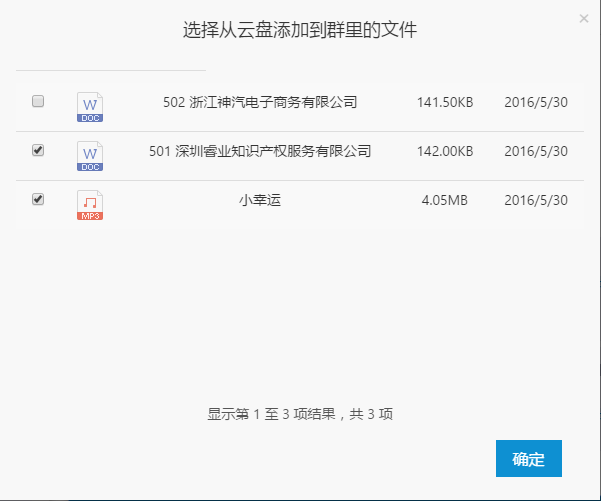 ×
选择从云盘添加到群里的文件
W DOC 502 浙江神汽电子商务有限公司 141.50KB 2016/5/30
W DOC 501 深圳睿业知识产权服务有限公司 142.00KB 2016/5/30
MP3 小幸运 4.05MB 2016/5/30
显示第 1 至 3 项结果，共 3 项
确定